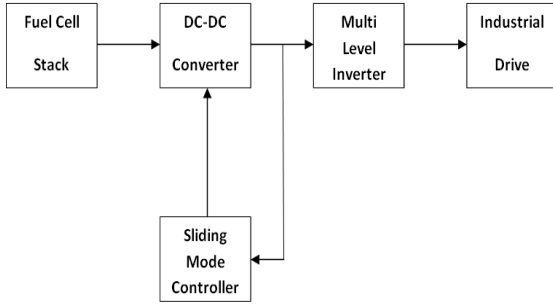 Fuel Cell
Stack
DC-DC
Converter
Multi
Level
Inverter
Industrial
Drive
Sliding
Mode
Controller